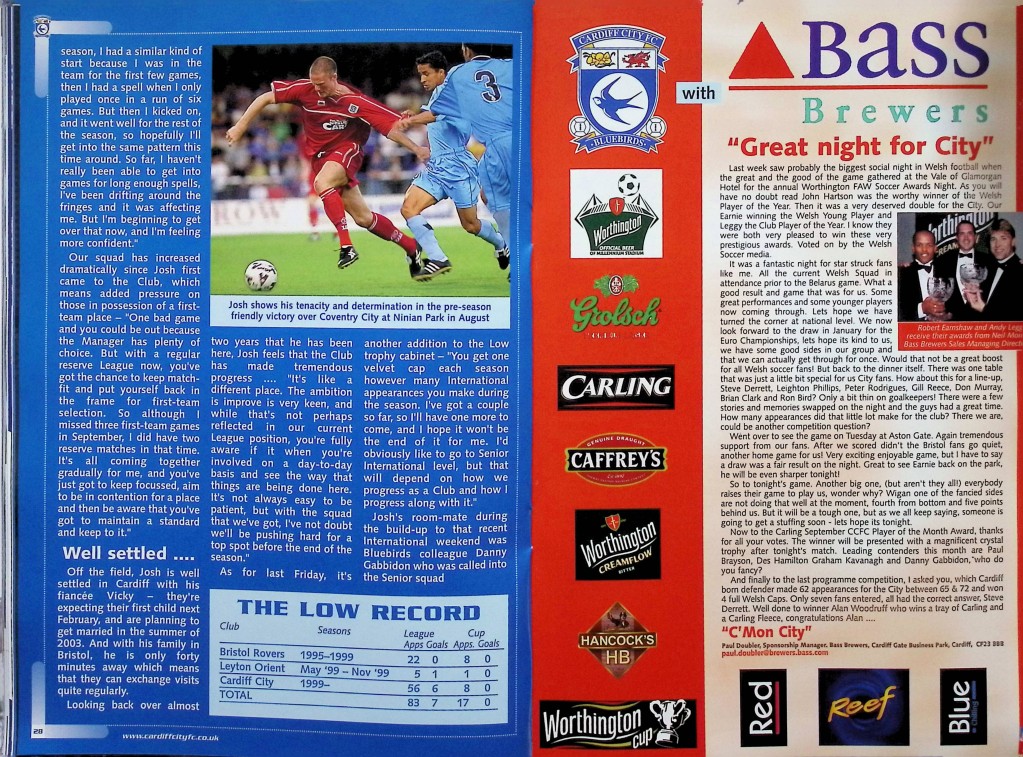 season, I had a similar kind of
start because I was in the
team for the first few games,
then I had a spell when I only
played once in a run of six
games. But then I kicked on,
and it went well for the rest of
the season, so hopefully I'll
get into the same pattern this
time around. So far, I haven't
really been able to get into
games for long enough spells,
I've been drifting around the
fringes and it was affecting
me. But I'm beginning to get
over that now, and I'm feeling
more confident."
Our squad has increased
dramatically since Josh first
came to the Club, which
means added pressure on
those in possession of a first-
team place – "One bad game
and you could be out because
the Manager has plenty of
choice. But with a regular
reserve League now, you've
got the chance to keep match-
fit and put yourself back in
the frame for first-team
selection. So although I
missed three first-team games
in September, I did have two
reserve matches in that time.
It's all coming together
gradually for me, and you've
just got to keep focussed, aim
to be in contention for a place
and then be aware that you've
got to maintain a standard
and keep to it."
Well settled ....
Off the field, Josh is well
settled in Cardiff with his
fiancée Vicky – they're
expecting their first child next
February, and are planning to
get married in the summer of
2003. And with his family in
Bristol, he is only forty
minutes away which means
that they can exchange visits
quite regularly.
Looking back over almost
28
www.cardiffcityfc.co.uk
3
Josh shows his tenacity and determination in the pre-season
friendly victory over Coventry City at Ninian Park in August
two years that he has been
here, Josh feels that the Club
has made tremendous
progress .... "It's like a
different place. The ambition
is improve is very keen, and
while that's not perhaps
reflected in our current
League position, you're fully
aware if it when you're
involved on a day-to-day
basis and see the way that
things are being done here.
It's not always easy to be
patient, but with the squad
that we've got, I've not doubt
we'll be pushing hard for a
top spot before the end of the
season."
As for last Friday, it's
another addition to the Low
trophy cabinet – "You get one
velvet cap each season
however many International
appearances you make during
the season. I've got a couple
so far, so I'll have one more to
come, and I hope it won't be
the end of it for me. I'd
obviously like to go to Senior
International level, but that
will depend on how we
progress as a Club and how I
progress along with it."
Josh's room-mate during
the build-up to that recent
International weekend was
Bluebirds colleague Danny
Gabbidon who was called into
the Senior squad
THE LOW RECORD
Club Seasons League Cup
Apps Goals Apps. Goals
Bristol Rovers 1995–1999 22 0 8 0
Leyton Orient May '99 – Nov '99 5 1 1 0
Cardiff City 1999– 56 6 8 0
TOTAL 83 7 17 0
CARDIFF CITY FC
BLUEBIRDS
with
Worthington
OFFICIAL BEER
OF MILLENNIUM STADIUM
Grolsch
CARLING
GENUINE DRAUGHT
CAFFREY'S
Worthington
CREAMFLOW
BITTER
HANCOCK'S
HB
Worthington
cup
BASS
Brewers
"Great night for City"
Last week saw probably the biggest social night in Welsh football when
the great and the good of the game gathered at the Vale of Glamorgan
Hotel for the annual Worthington FAW Soccer Awards Night. As you will
have no doubt read John Hartson was the worthy winner of the Welsh
Player of the Year. Then it was a very deserved double for the City. Our
Earnie winning the Welsh Young Player and
Leggy the Club Player of the Year. I know they
were both very pleased to win these very
prestigious awards. Voted on by the Welsh
Soccer media.
It was a fantastic night for star struck fans
like me. All the current Welsh Squad in
attendance prior to the Belarus game. What a
good result and game that was for us. Some
great performances and some younger players
now coming through. Lets hope we have
turned the corner at national level. We now
look forward to the draw in January for the
Euro Championships, lets hope its kind to us,
we have some good sides in our group and
that we can actually get through for once. Would that not be a great boost
for all Welsh soccer fans! But back to the dinner itself. There was one table
that was just a little bit special for us City fans. How about this for a line-up,
Steve Derrett, Leighton Phillips, Peter Rodrigues, Gill Reece, Don Murray,
Brian Clark and Ron Bird? Only a bit thin on goalkeepers! There were a few
stories and memories swapped on the night and the guys had a great time.
How many appearances did that little lot make for the club? There we are,
could be another competition question?
Went over to see the game on Tuesday at Aston Gate. Again tremendous
support from our fans. After we scored didn't the Bristol fans go quiet,
another home game for us! Very exciting enjoyable game, but I have to say
a draw was a fair result on the night. Great to see Earnie back on the park,
he will be even sharper tonight!
So to tonight's game. Another big one, (but aren't they all!) everybody
raises their game to play us, wonder why? Wigan one of the fancied sides
are not doing that well at the moment, fourth from bottom and five points
behind us. But it will be a tough one, but as we all keep saying, someone is
going to get a stuffing soon - lets hope its tonight.
Now to the Carling September CCFC Player of the Month Award, thanks
for all your votes. The winner will be presented with a magnificent crystal
trophy after tonight's match. Leading contenders this month are Paul
Brayson, Des Hamilton Graham Kavanagh and Danny Gabbidon, who do
you fancy?
And finally to the last programme competition, I asked you, which Cardiff
born defender made 62 appearances for the City between 65 & 72 and won
4 full Welsh Caps. Only seven fans entered, all had the correct answer, Steve
Derrett. Well done to winner Alan Woodruff who wins a tray of Carling and
a Carling Fleece, congratulations Alan ....
"C'Mon City"
Paul Doubler, Sponsorship Manager. Bass Brewers, Cardiff Gate Business Park, Cardiff, CF23 8BB
paul.doubler@brewers.bass.com
Worthington
Robert Earnshaw and Andy Legg
receive their awards from Neil
Bass Brewers Sales Managing
Red
Reef
Blue